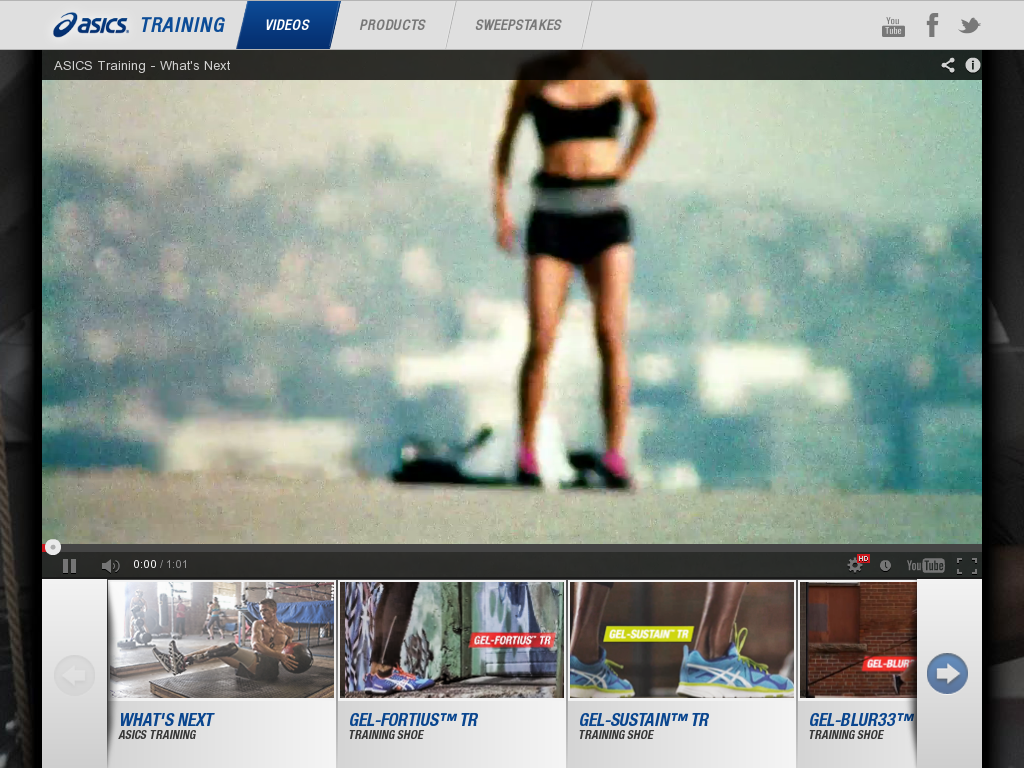 asics. TRAINING
VIDEOS
PRODUCTS
SWEEPSTAKES
You Tube
ASICS Training - What's Next
0:00 / 1:01
HD
YouTube
GEL-FORTIUS™ TR
GEL-SUSTAIN™ TR
GEL-BLUR
WHAT'S NEXT
ASICS TRAINING
GEL-FORTIUS™ TR
TRAINING SHOE
GEL-SUSTAIN™ TR
TRAINING SHOE
GEL-BLUR33™
TRAINING SHOE